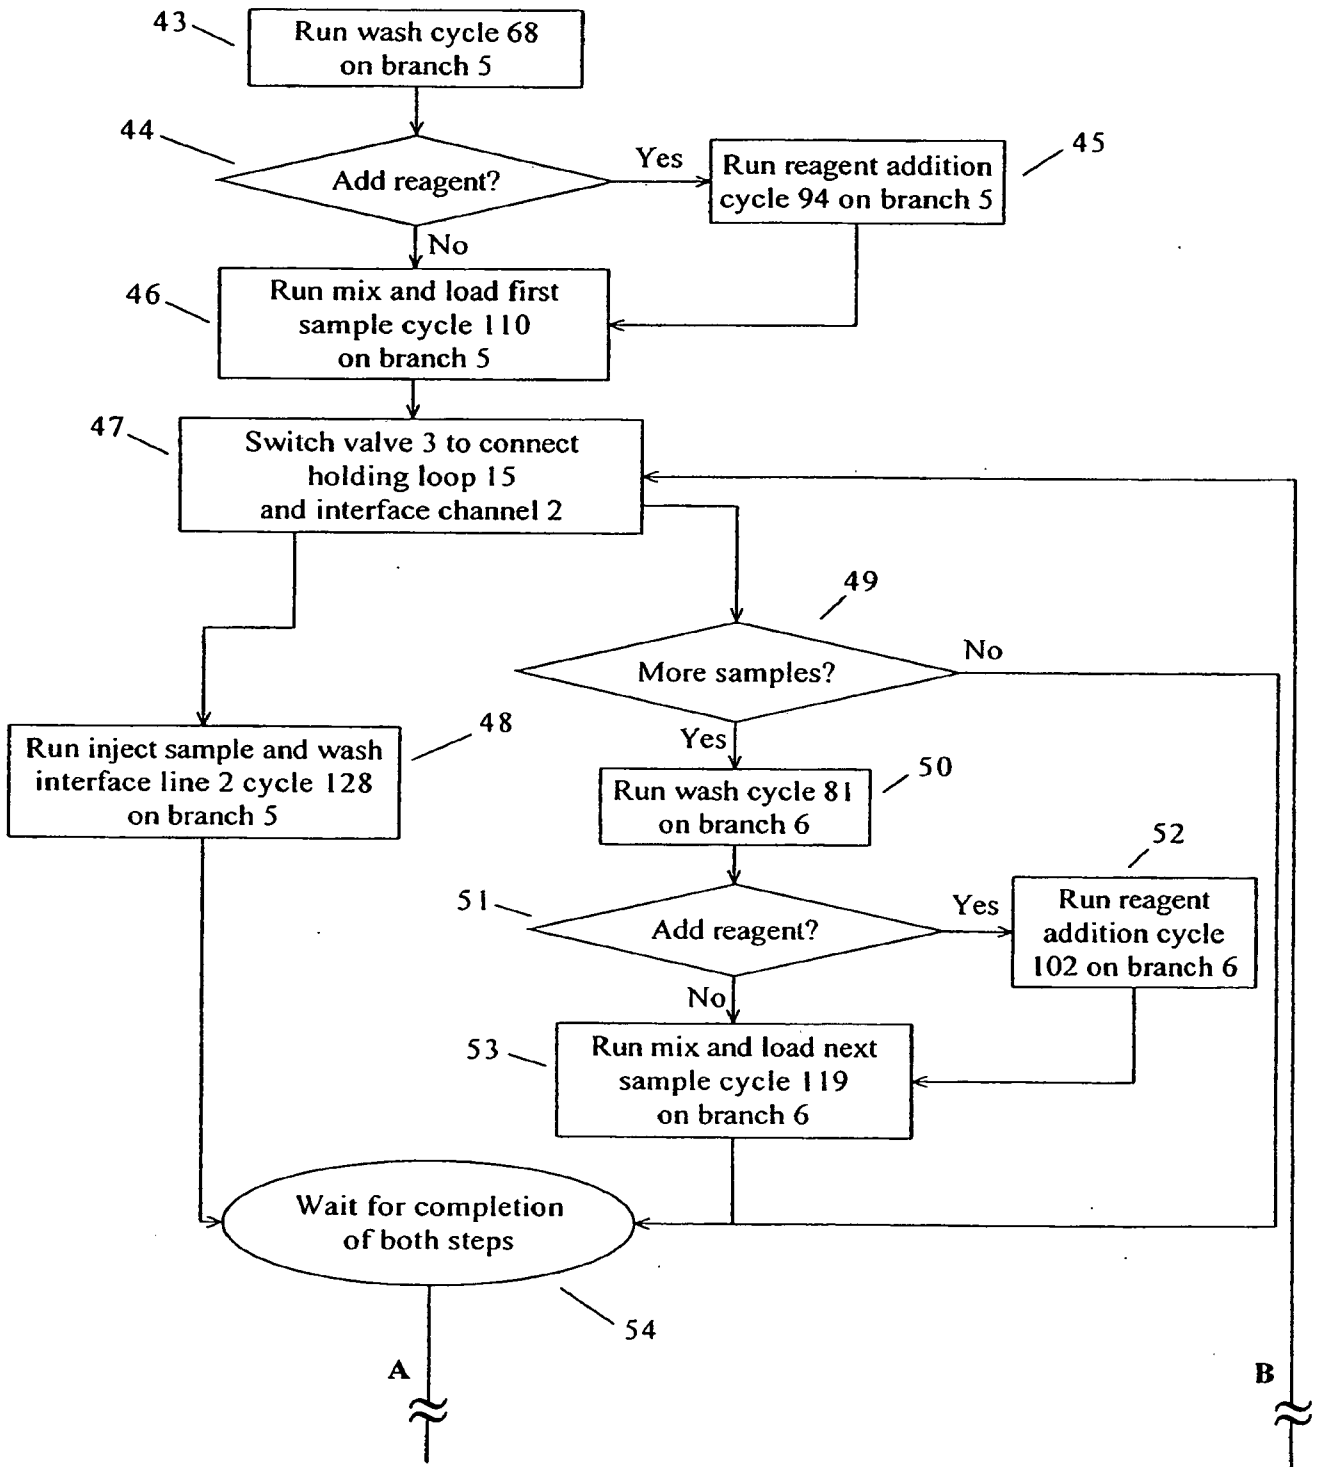 43
Run wash cycle 68
on branch 5
44
Add reagent?
Yes
45
Run reagent addition
cycle 94 on branch 5
No
46
Run mix and load first
sample cycle 110
on branch 5
47
Switch valve 3 to connect
holding loop 15
and interface channel 2
49
More samples?
No
48
Run inject sample and wash
interface line 2 cycle 128
on branch 5
Yes
50
Run wash cycle 81
on branch 6
52
51
Add reagent?
Yes
Run reagent
addition cycle
102 on branch 6
No
53
Run mix and load next
sample cycle 119
on branch 6
Wait for completion
of both steps
54
A
B